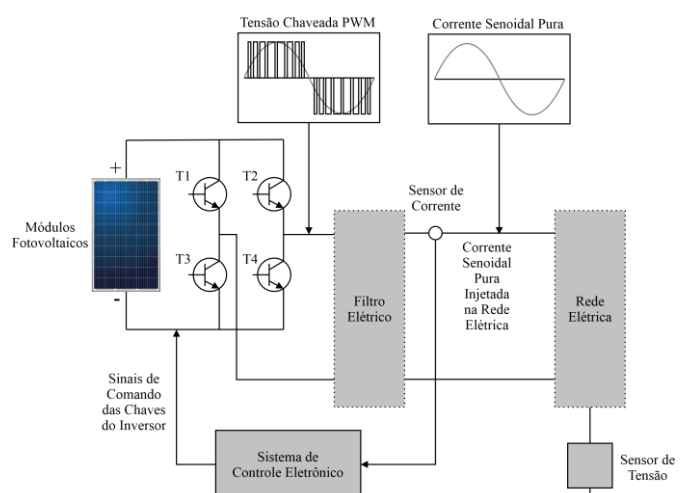 Tensão Chaveada PWM
Corrente Senoidal Pura
+
T1
T2
Módulos
Fotovoltaicos
T3
T4
-
Sensor de
Corrente
Filtro
Elétrico
Corrente
Senoidal
Pura
Injetada
na Rede
Elétrica
Rede
Elétrica
Sinais de
Comando
das Chaves
do Inversor
Sistema de
Controle Eletrônico
Sensor de
Tensão